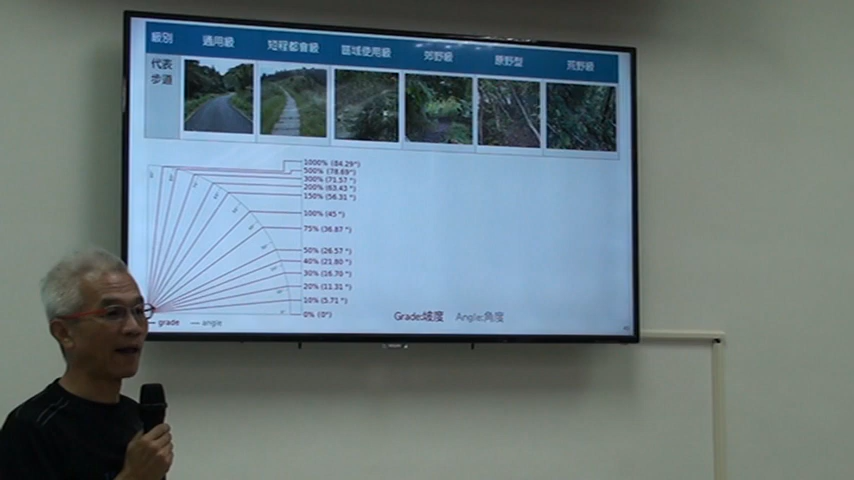 級別 通用級 短程都會級 區域使用級 郊野級 原野型 荒野級
代表
步道
1000% (84.29°)
500% (78.69°)
300% (71.57 °)
200% (63.43 °)
150% (56.31 °)
100% (45 °)
75% (36.87 °)
50% (26.57 °)
40% (21.80 °)
30% (16.70 °)
20% (11.31 °)
10% (5.71 °)
0% (0°)
grade angle
Grade:坡度 Angle:角度